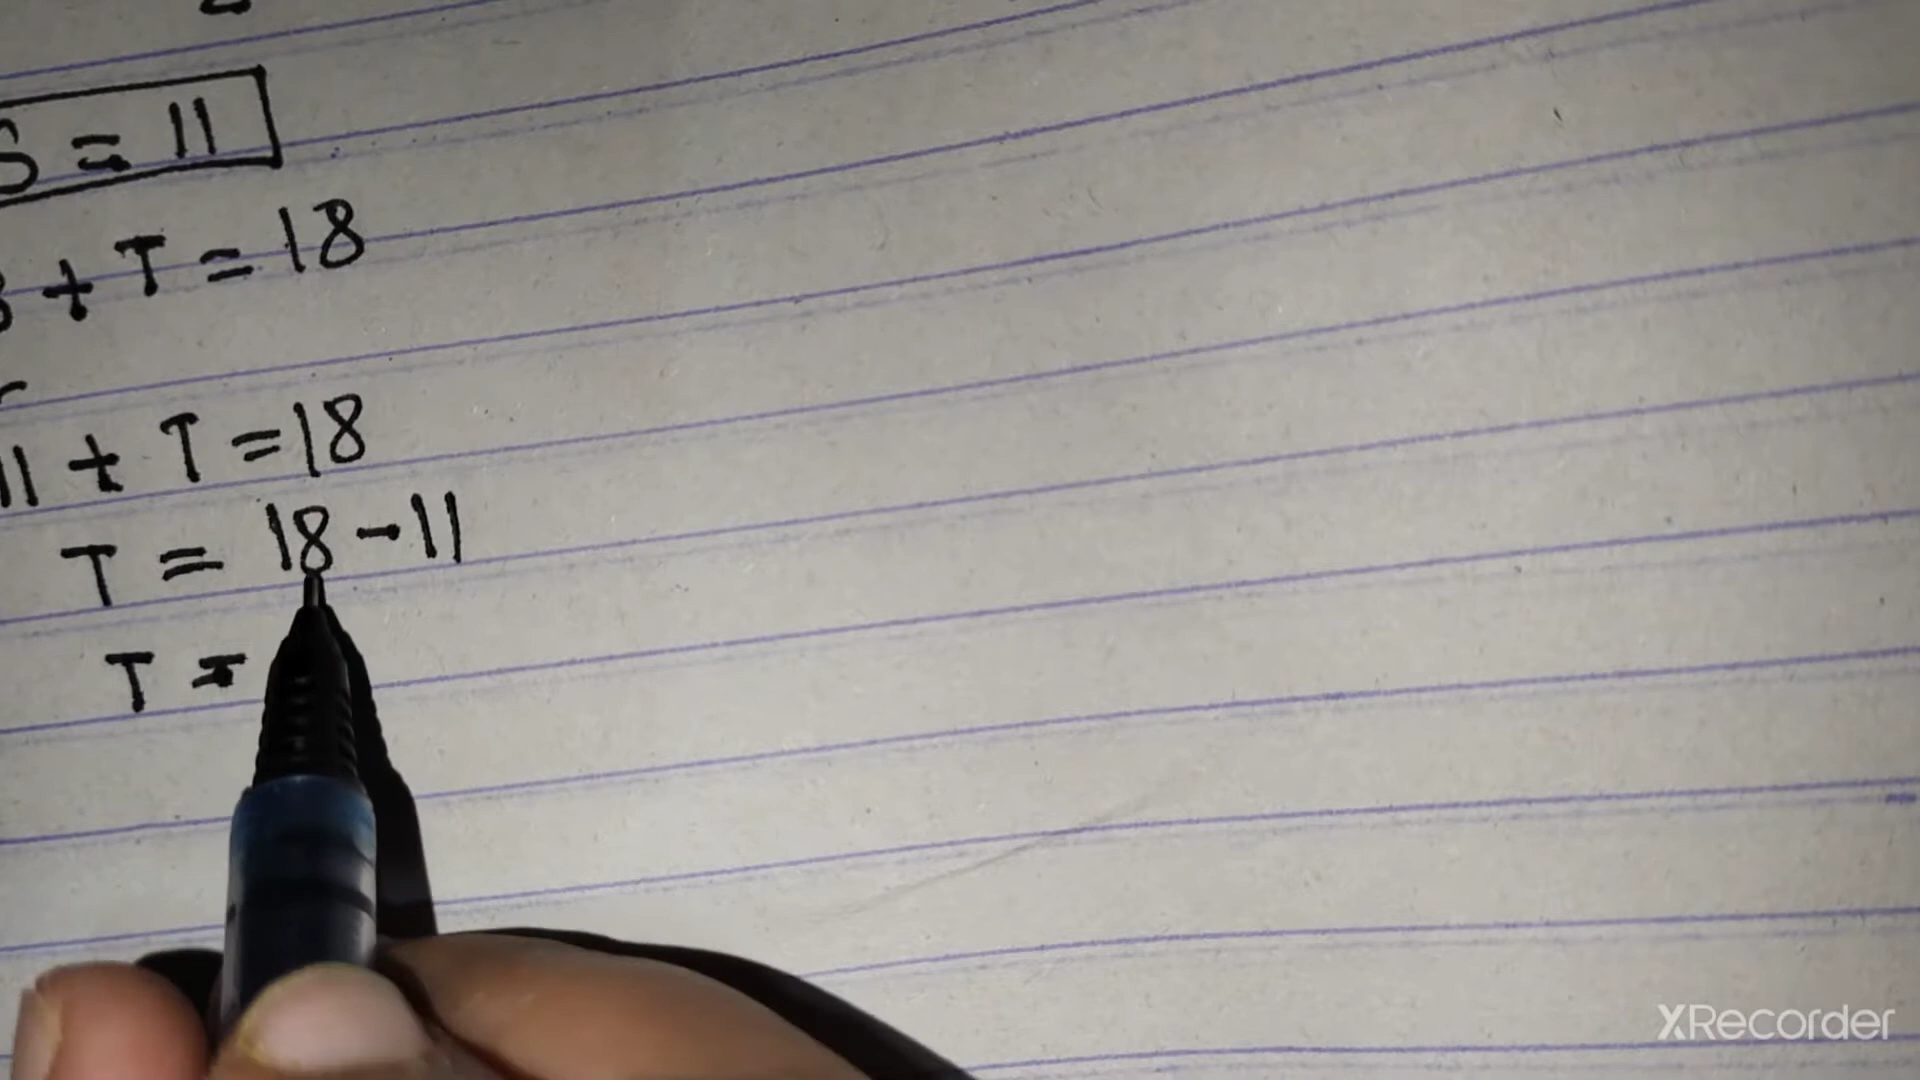 S = 11
+ T = 18
11 + T = 18
T = 18 - 11
T =
XRecorder